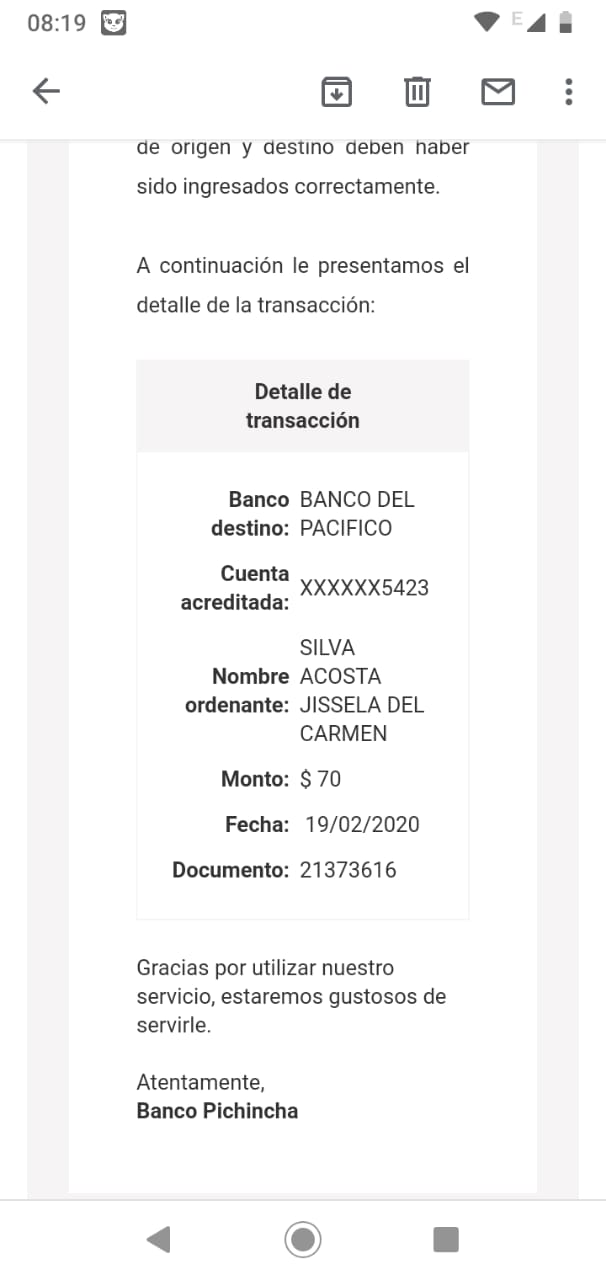 08:19
E
de origen y destino deben haber
sido ingresados correctamente.
A continuación le presentamos el
detalle de la transacción:
Detalle de
transacción
Banco destino: BANCO DEL PACIFICO
Cuenta acreditada: XXXXXX5423
Nombre ordenante: SILVA ACOSTA JISSELA DEL CARMEN
Monto: $ 70
Fecha: 19/02/2020
Documento: 21373616
Gracias por utilizar nuestro
servicio, estaremos gustosos de
servirle.
Atentamente,
Banco Pichincha